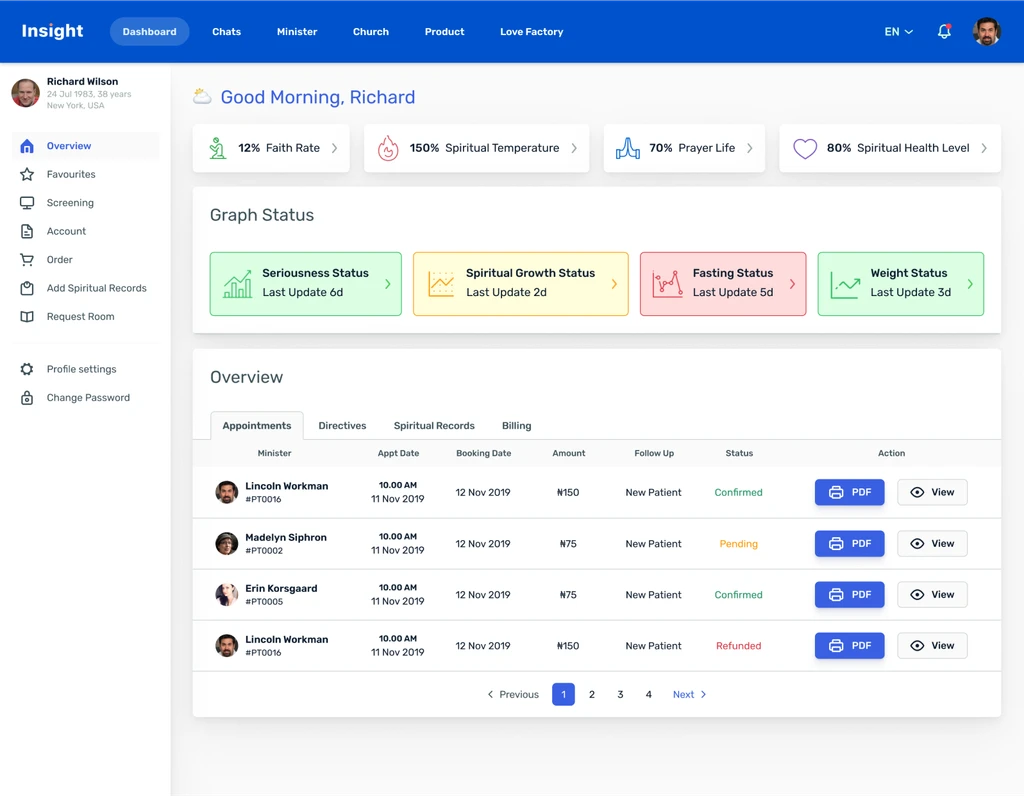 Insight
Dashboard Chats Minister Church Product Love Factory EN
Richard Wilson
24 Jul 1983, 38 years
New York, USA
Overview
Favourites
Screening
Account
Order
Add Spiritual Records
Request Room
Profile settings
Change Password
Good Morning, Richard
12% Faith Rate
150% Spiritual Temperature
70% Prayer Life
80% Spiritual Health Level
Graph Status
Seriousness Status
Last Update 6d
Spiritual Growth Status
Last Update 2d
Fasting Status
Last Update 5d
Weight Status
Last Update 3d
Overview
Appointments Directives Spiritual Records Billing
Minister Appt Date Booking Date Amount Follow Up Status Action
Lincoln Workman
#PT0016
10.00 AM
11 Nov 2019
12 Nov 2019 ₦150 New Patient Confirmed PDF View
Madelyn Siphron
#PT0002
10.00 AM
11 Nov 2019
12 Nov 2019 ₦75 New Patient Pending PDF View
Erin Korsgaard
#PT0005
10.00 AM
11 Nov 2019
12 Nov 2019 ₦75 New Patient Confirmed PDF View
Lincoln Workman
#PT0016
10.00 AM
11 Nov 2019
12 Nov 2019 ₦150 New Patient Refunded PDF View
Previous 1 2 3 4 Next